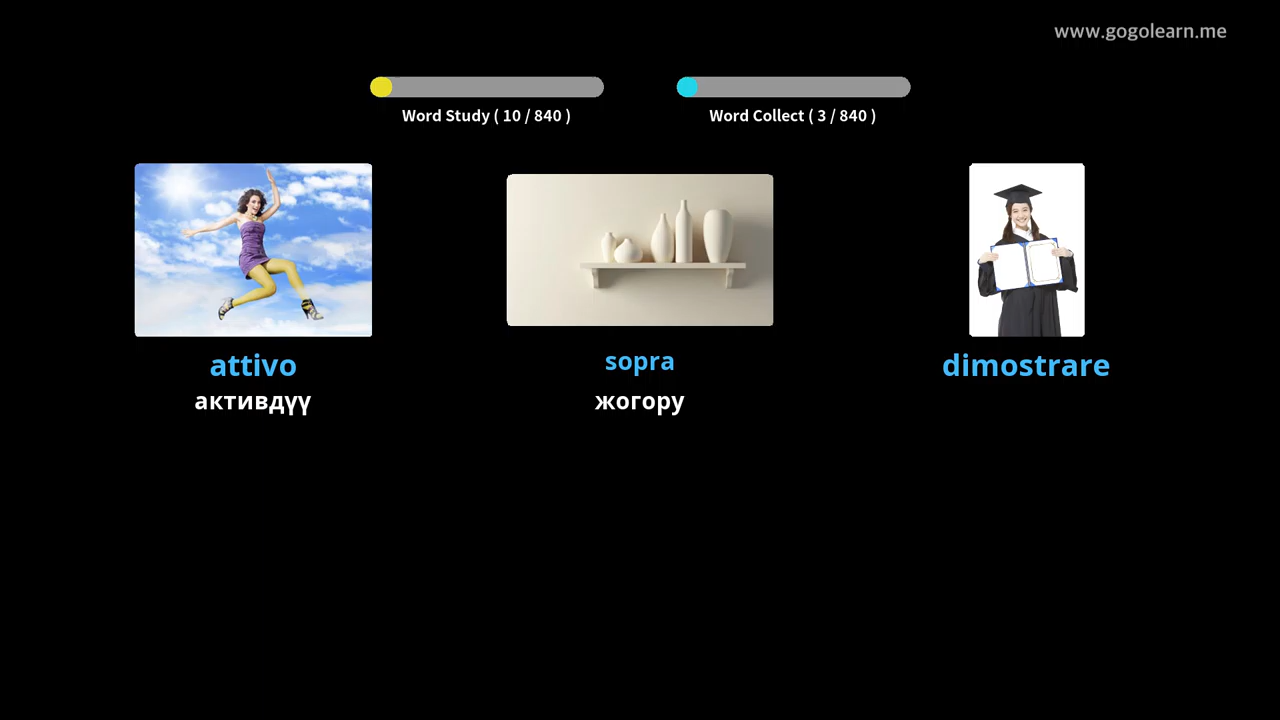 www.gogolearn.me
Word Study ( 10 / 840 )
Word Collect ( 3 / 840 )
attivo
активдүү
sopra
жогору
dimostrare